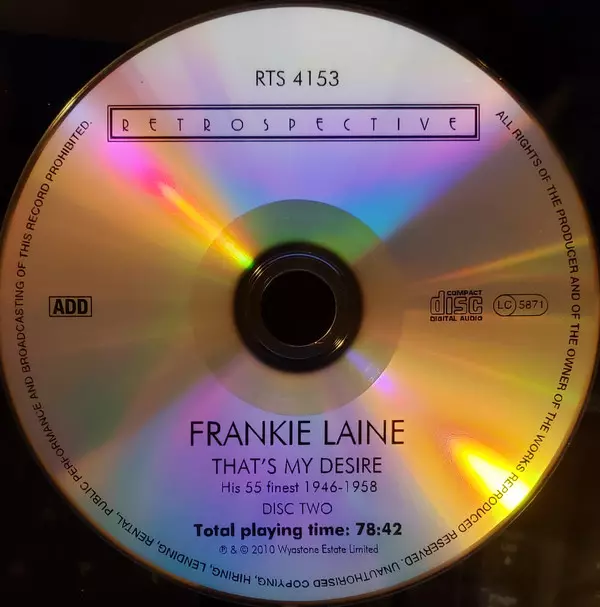 RTS 4153
RETROSPECTIVE
ALL RIGHTS OF THE PRODUCER AND OF THE OWNER OF THE WORKS REPRODUCED RESERVED. UNAUTHORISED COPYING, HIRING, LENDING, RENTAL, PUBLIC PERFORMANCE AND BROADCASTING OF THIS RECORD PROHIBITED.
ADD
COMPACT
disc
DIGITAL AUDIO
LC 5871
FRANKIE LAINE
THAT'S MY DESIRE
His 55 finest 1946-1958
DISC TWO
Total playing time: 78:42
℗ & © 2010 Wyastone Estate Limited